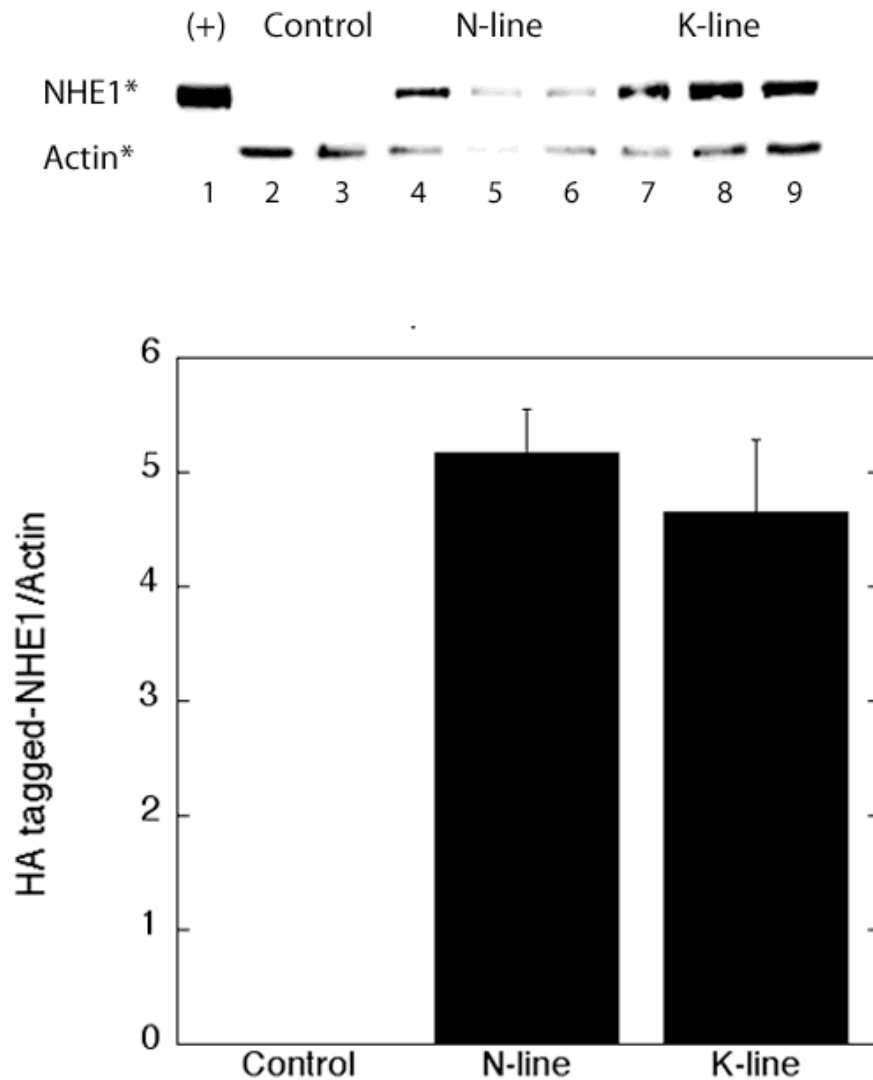 (+) Control N-line K-line
NHE1*
Actin*
1 2 3 4 5 6 7 8 9
6
5
4
3
2
1
0
HA tagged-NHE1/Actin
Control N-line K-line